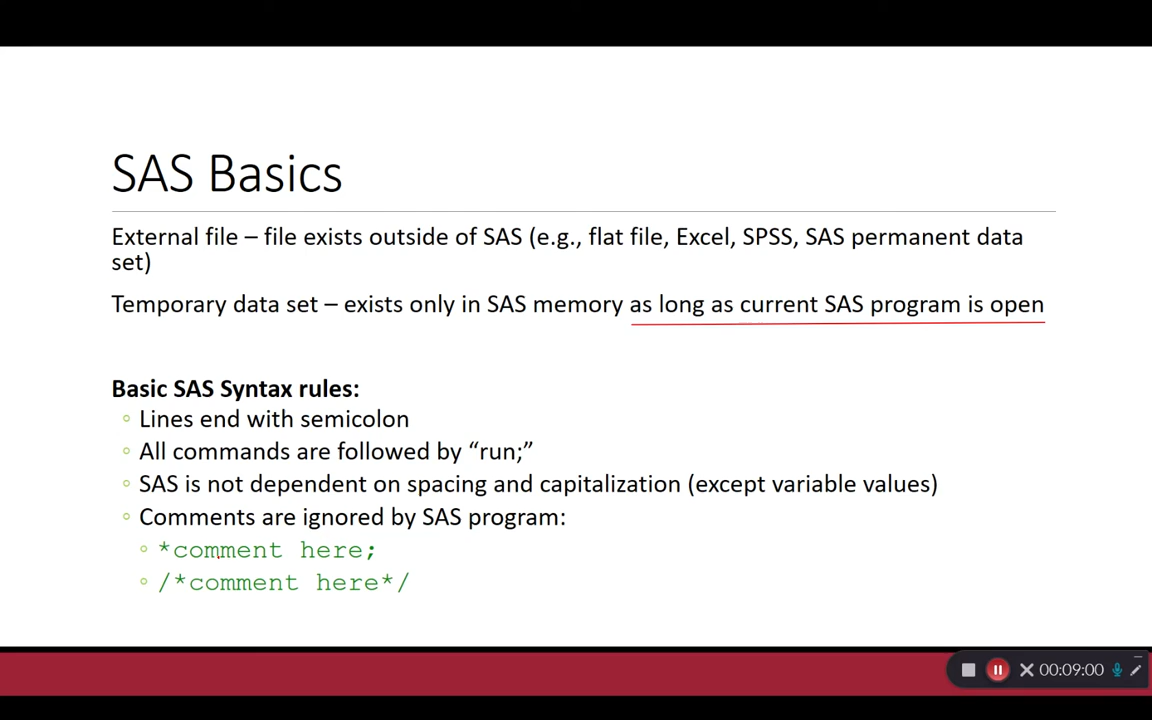 SAS Basics
External file – file exists outside of SAS (e.g., flat file, Excel, SPSS, SAS permanent data
set)
Temporary data set – exists only in SAS memory as long as current SAS program is open
Basic SAS Syntax rules:
◦ Lines end with semicolon
◦ All commands are followed by “run;”
◦ SAS is not dependent on spacing and capitalization (except variable values)
◦ Comments are ignored by SAS program:
◦ *comment here;
◦ /*comment here*/
00:09:00